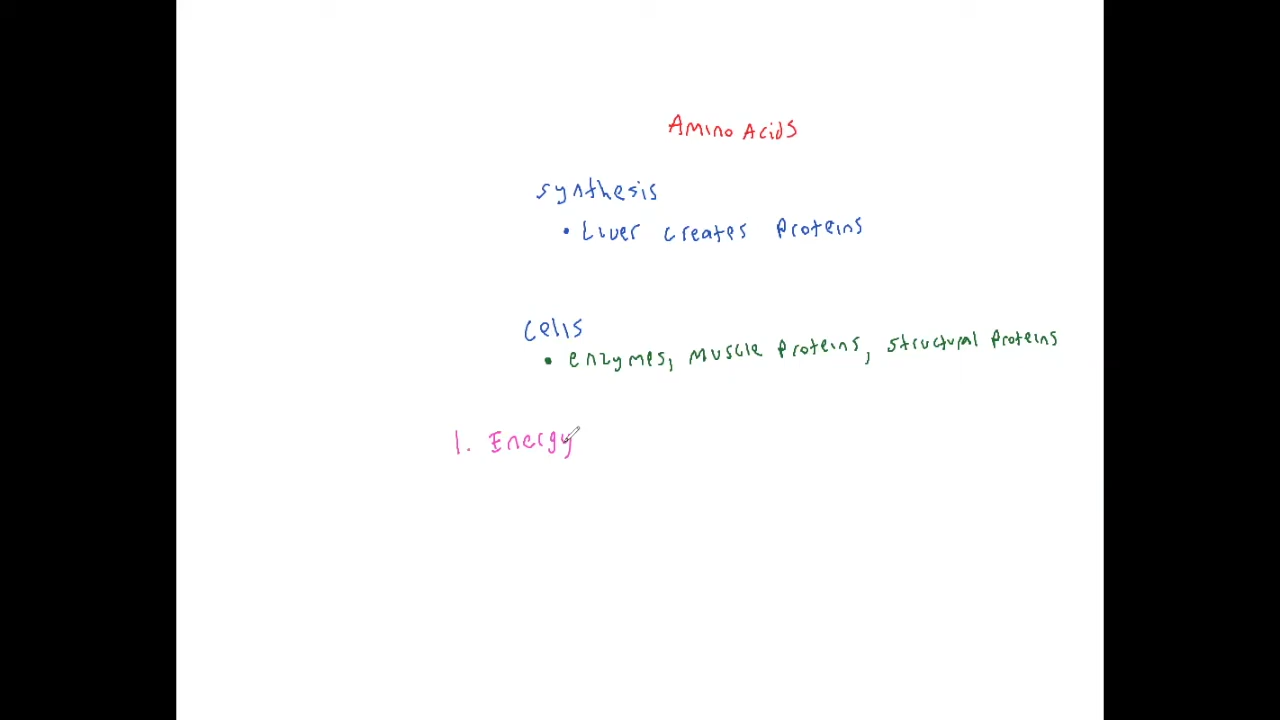 Amino Acids
synthesis
• Liver creates Proteins
cells
• enzymes, Muscle Proteins, structural Proteins
1. Energy